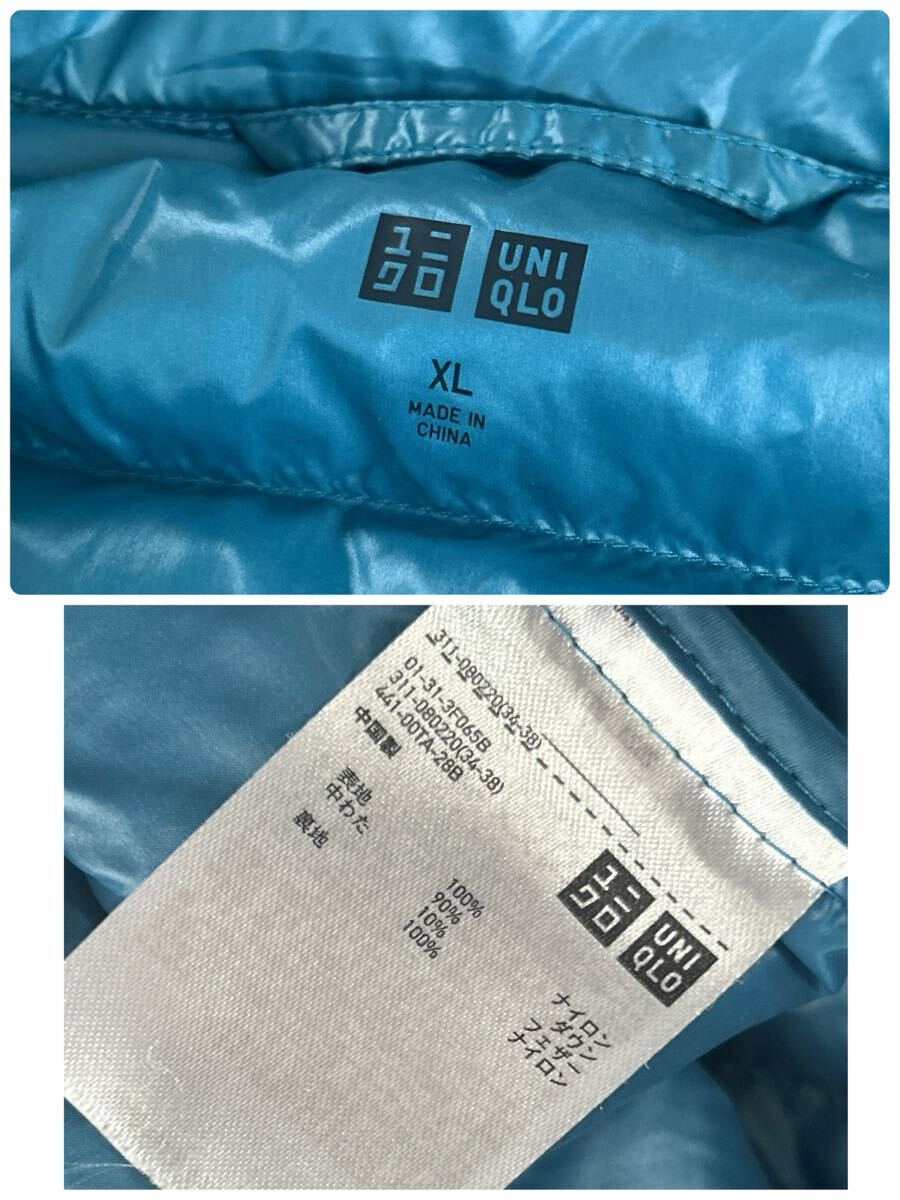 ユニ
クロ
UNI
QLO
XL
MADE IN
CHINA
311-080220(34-38)
01-31-3F065B
311-080220(34-38)
441-00TA-28B
中国製
表地 100% ナイロン
中わた 90% ダウン
10% フェザー
裏地 100% ナイロン
ユニ
クロ
UNI
QLO